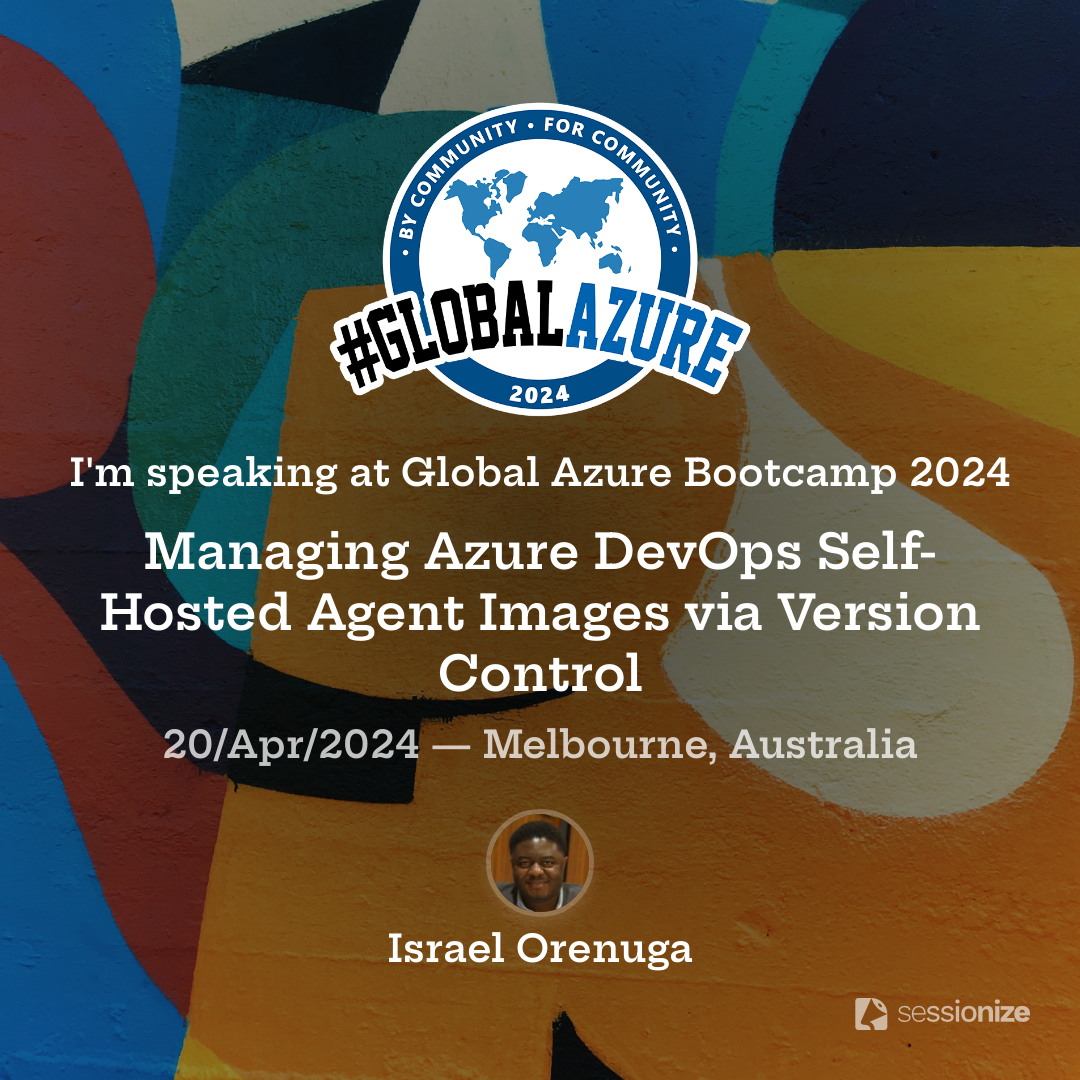 • BY COMMUNITY • FOR COMMUNITY •
#GLOBALAZURE
2024
I'm speaking at Global Azure Bootcamp 2024
Managing Azure DevOps Self-
Hosted Agent Images via Version
Control
20/Apr/2024 — Melbourne, Australia
Israel Orenuga
sessionize